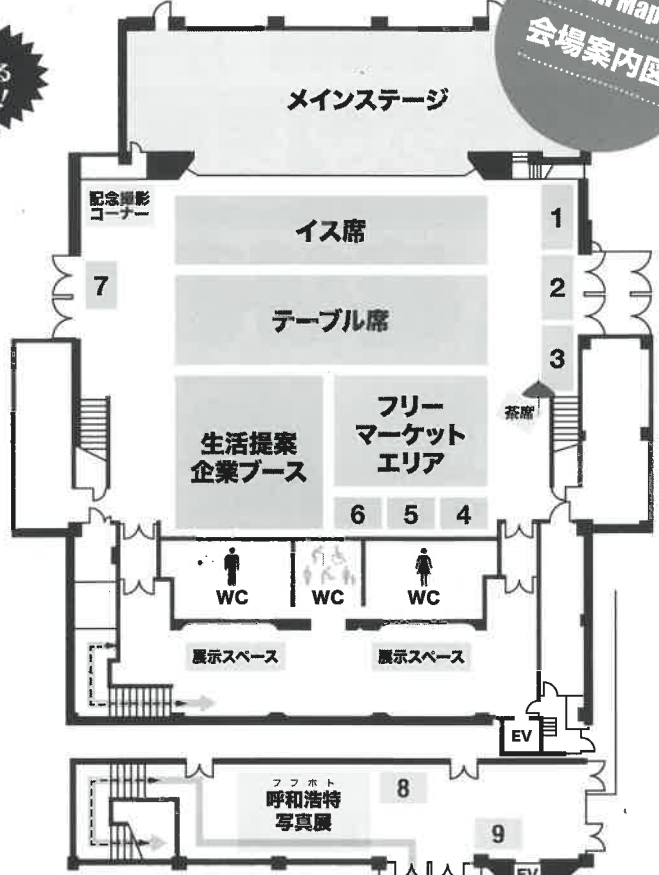 Map
会場案内図
メインステージ
記念撮影
コーナー
イス席
1
7
2
テーブル席
3
茶席
生活提案
企業ブース
フリー
マーケット
エリア
6
5
4
WC
WC
WC
展示スペース
展示スペース
EV
フフホト
呼和浩特
写真展
8
9
EV